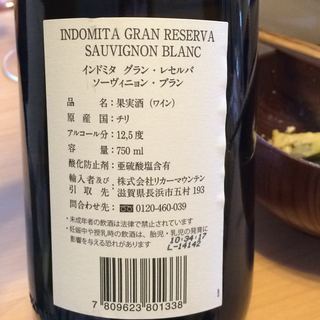 INDOMITA GRAN RESERVA
SAUVIGNON BLANC
インドミタ グラン・レセルバ
ソーヴィニョン・ブラン
品 名：果実酒（ワイン）
原 産 国：チリ
アルコール分：12,5度
容 量：750 ml
酸化防止剤：亜硫酸塩含有
輸入者及び 株式会社リカーマウンテン
引 取 先：滋賀県長浜市五村 193
問合わせ先：☎ 0120-460-039
・未成年者の飲酒は法律で禁止されています
・妊娠中や授乳時の飲酒は、胎児・乳児の発育に
影響を与える恐れがあります
10:34:17
L-14142
7 809623 801338